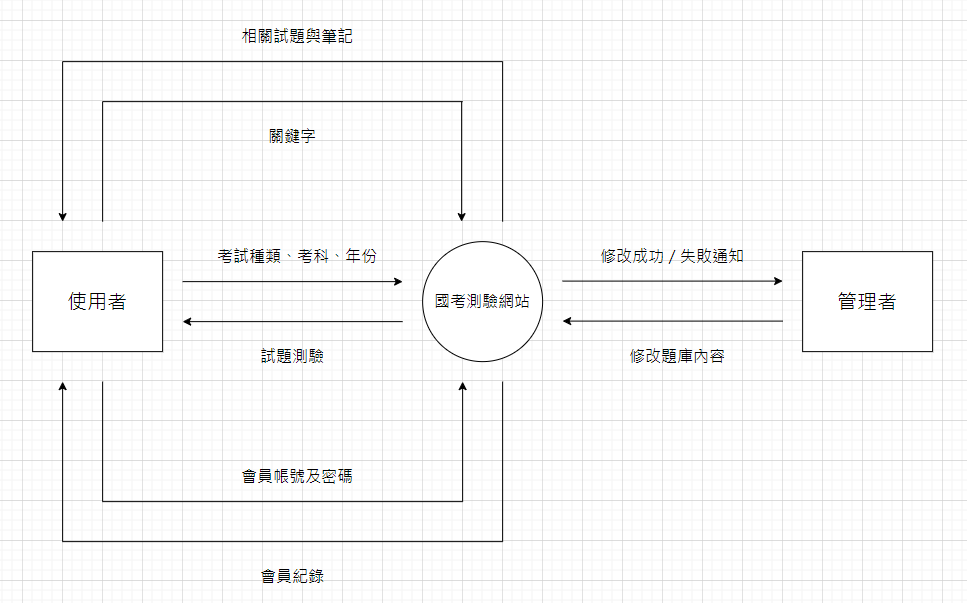 相關試題與筆記
關鍵字
考試種類、考科、年份
修改成功 / 失敗通知
使用者
國考測驗網站
管理者
試題測驗
修改題庫內容
會員帳號及密碼
會員紀錄